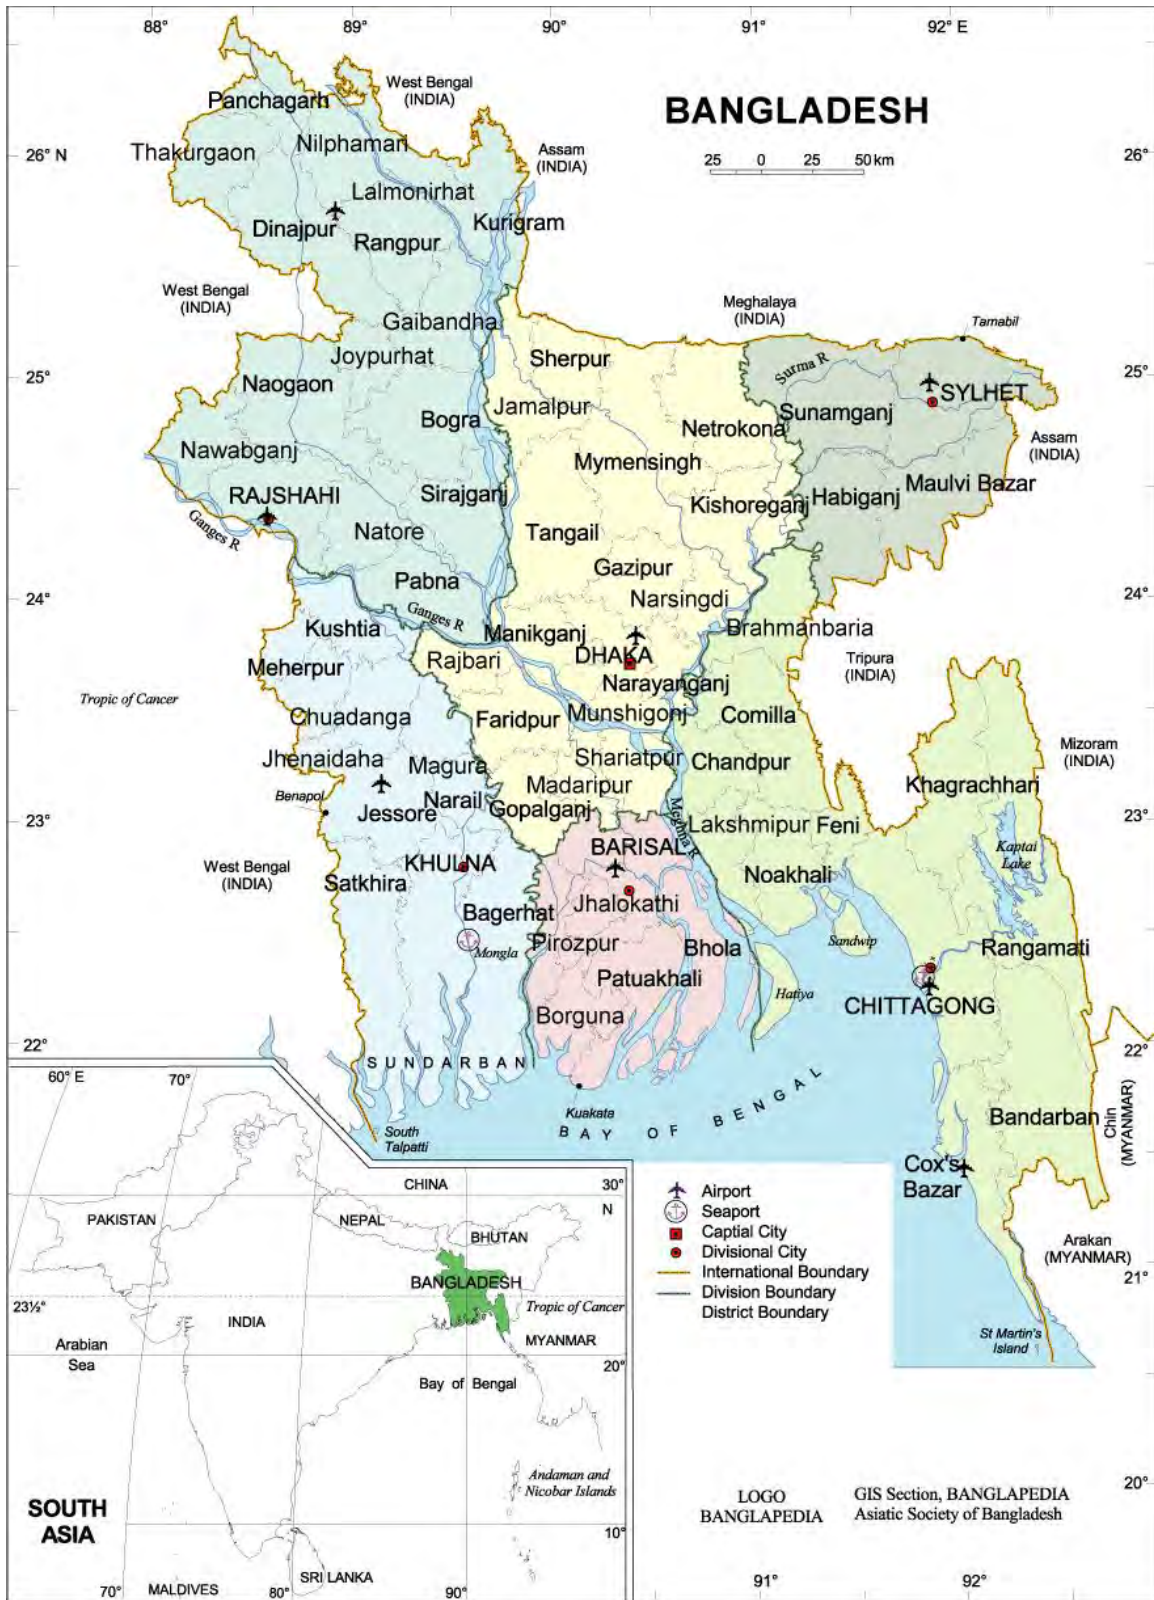 88°
89°
90°
91°
92° E
BANGLADESH
25 0 25 50 km
West Bengal
(INDIA)
Panchagarh
26° N
Thakurgaon
Nilphamari
Assam
(INDIA)
26°
Lalmonirhat
Dinajpur
Rangpur
Kurigram
West Bengal
(INDIA)
Meghalaya
(INDIA)
Tamabil
Gaibandha
Joypurhat
Sherpur
Surma R
25°
Naogaon
Jamalpur
SYLHET
25°
Bogra
Sunamganj
Netrokona
Nawabganj
Mymensingh
Assam
(INDIA)
RAJSHAHI
Sirajganj
Kishoreganj
Habiganj
Maulvi Bazar
Ganges R
Natore
Tangail
Gazipur
Pabna
24°
Narsingdi
24°
Ganges R
Kushtia
Manikganj
Brahmanbaria
Meherpur
Rajbari
DHAKA
Tripura
(INDIA)
Narayanganj
Tropic of Cancer
Chuadanga
Faridpur
Munshigonj
Comilla
Jhenaidaha
Magura
Shariatpur
Chandpur
Mizoram
(INDIA)
Madaripur
Khagrachhari
Benapol
Jessore
Narail
Gopalganj
23°
Meghna R
Lakshmipur
Feni
23°
West Bengal
(INDIA)
KHULNA
BARISAL
Kaptai
Lake
Satkhira
Noakhali
Jhalokathi
Bagerhat
Mongla
Pirozpur
Bhola
Sandwip
Rangamati
Patuakhali
Hatiya
CHITTAGONG
Borguna
22°
SUNDARBAN
22°
Kuakata
BAY OF BENGAL
Bandarban
Chin
(MYANMAR)
South
Talpatti
Cox's
Bazar
Arakan
(MYANMAR)
21°
St Martin's
Island
20°
91°
92°
Airport
Seaport
Captial City
Divisional City
International Boundary
Division Boundary
District Boundary
60° E
70°
CHINA
30°
N
PAKISTAN
NEPAL
BHUTAN
BANGLADESH
23½°
Tropic of Cancer
INDIA
MYANMAR
Arabian
Sea
20°
Bay of Bengal
Andaman and
Nicobar Islands
SOUTH
ASIA
10°
70°
MALDIVES
80°
SRI LANKA
90°
LOGO
BANGLAPEDIA
GIS Section, BANGLAPEDIA
Asiatic Society of Bangladesh